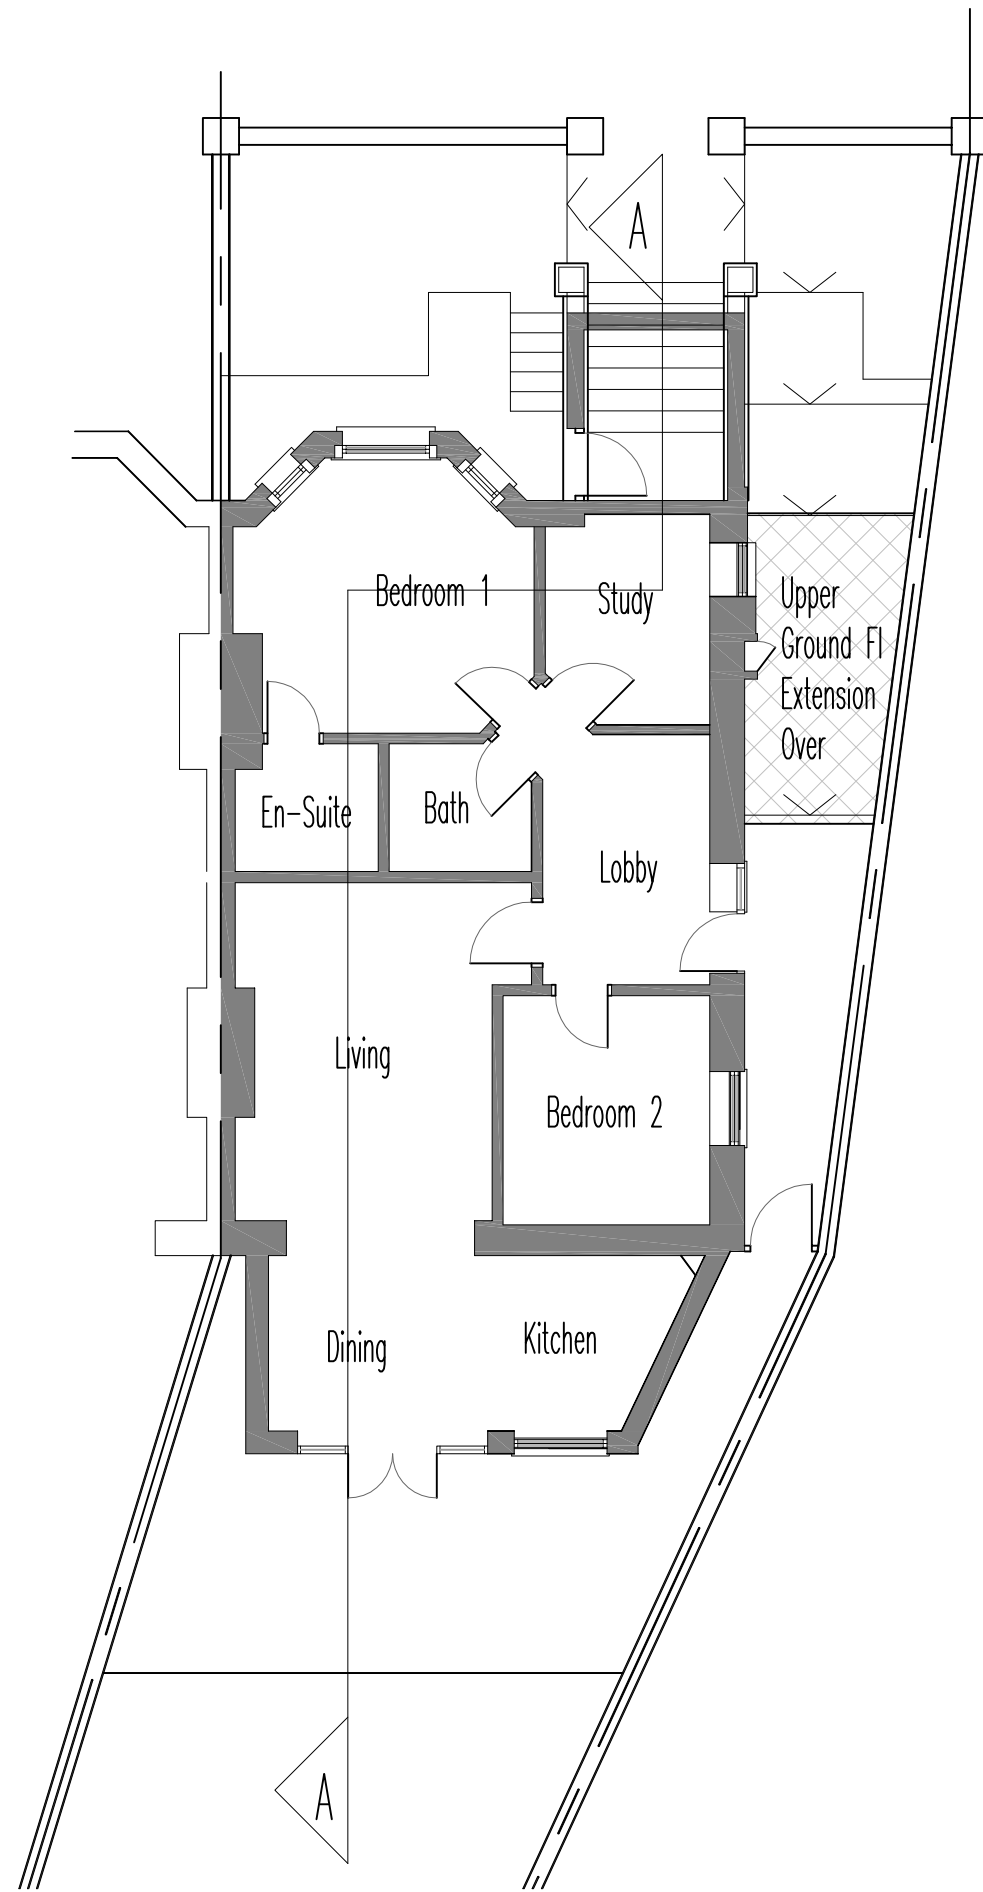 A
Bedroom 1
Study
Upper
Ground Fl
Extension
Over
En-Suite
Bath
Lobby
Living
Bedroom 2
Dining
Kitchen
A